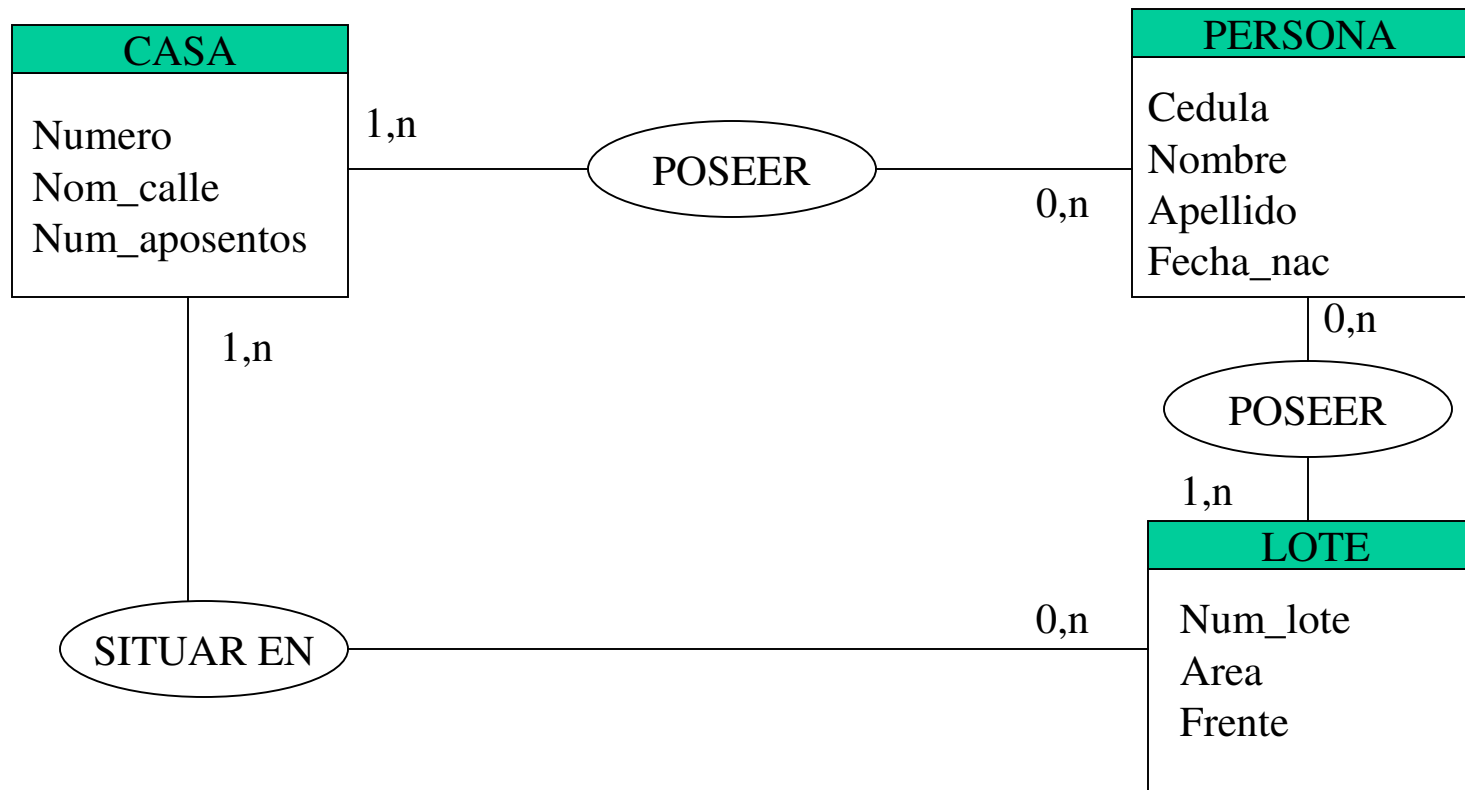 CASA
Numero
Nom_calle
Num_aposentos
1,n
POSEER
0,n
PERSONA
Cedula
Nombre
Apellido
Fecha_nac
0,n
POSEER
1,n
1,n
SITUAR EN
0,n
LOTE
Num_lote
Area
Frente